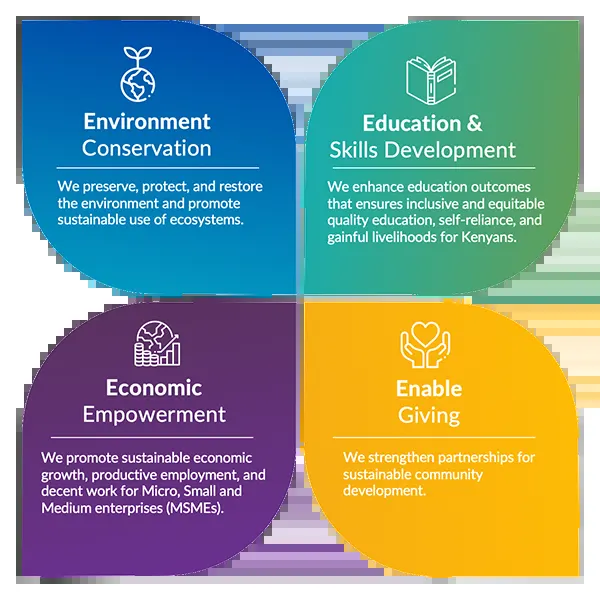 Environment
Conservation
We preserve, protect, and restore
the environment and promote
sustainable use of ecosystems.
Education &
Skills Development
We enhance education outcomes
that ensures inclusive and equitable
quality education, self-reliance, and
gainful livelihoods for Kenyans.
Economic
Empowerment
We promote sustainable economic
growth, productive employment, and
decent work for Micro, Small and
Medium enterprises (MSMEs).
Enable
Giving
We strengthen partnerships for
sustainable community
development.